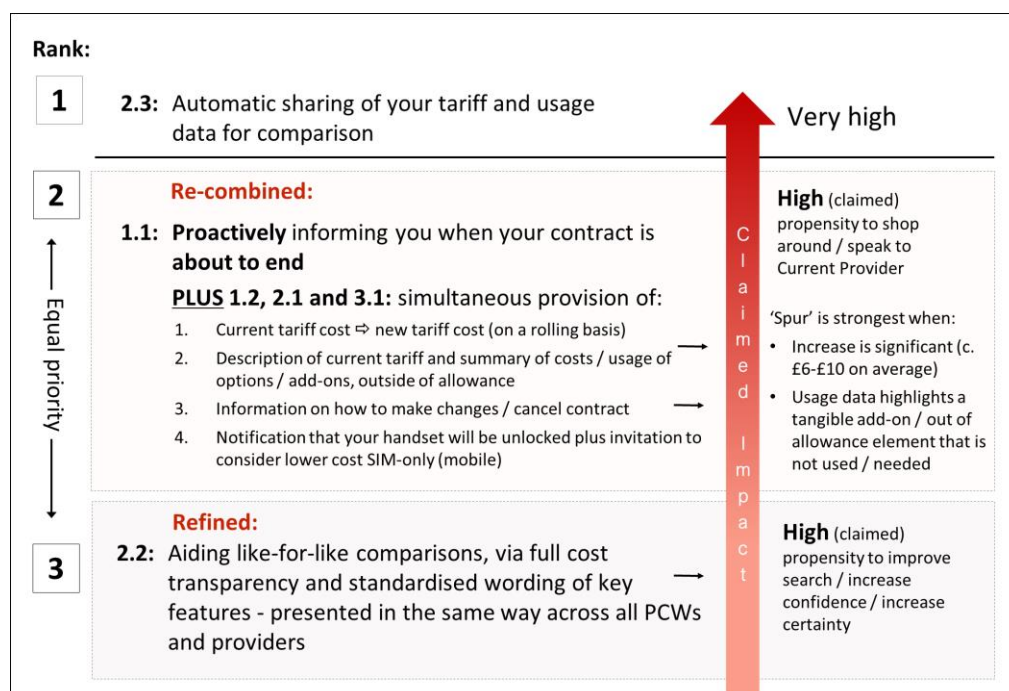 Rank:
1
2.3: Automatic sharing of your tariff and usage
data for comparison
Very high
2
Re-combined:
1.1: Proactively informing you when your contract is
about to end
PLUS 1.2, 2.1 and 3.1: simultaneous provision of:
1. Current tariff cost ⇨ new tariff cost (on a rolling basis)
2. Description of current tariff and summary of costs / usage of
options / add-ons, outside of allowance
3. Information on how to make changes / cancel contract
4. Notification that your handset will be unlocked plus invitation to
consider lower cost SIM-only (mobile)
High (claimed)
propensity to shop
around / speak to
Current Provider
‘Spur’ is strongest when:
• Increase is significant (c.
£6-£10 on average)
• Usage data highlights a
tangible add-on / out of
allowance element that is
not used / needed
Equal priority
Claimed Impact
3
Refined:
2.2: Aiding like-for-like comparisons, via full cost
transparency and standardised wording of key
features - presented in the same way across all PCWs
and providers
High (claimed)
propensity to improve
search / increase
confidence / increase
certainty